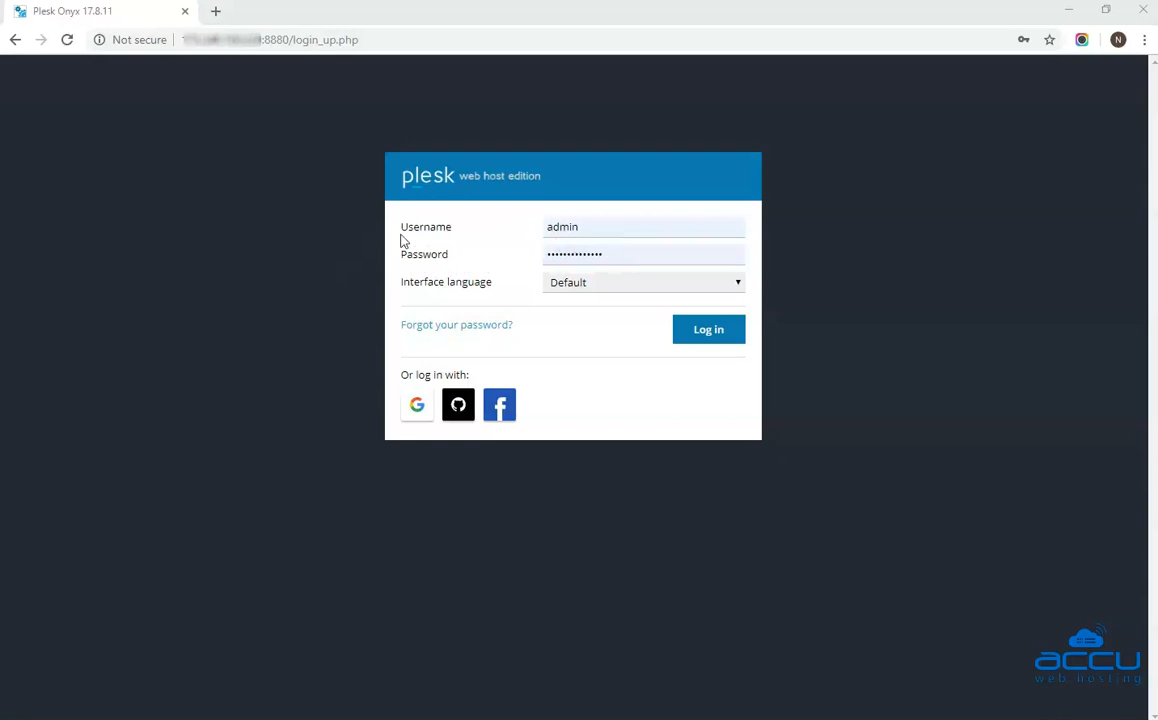 Plesk Onyx 17.8.11
Not secure
:8880/login_up.php
N
plesk web host edition
Username
admin
Password
••••••••••••••
Interface language
Default
Forgot your password?
Log in
Or log in with:
accu
web hosting